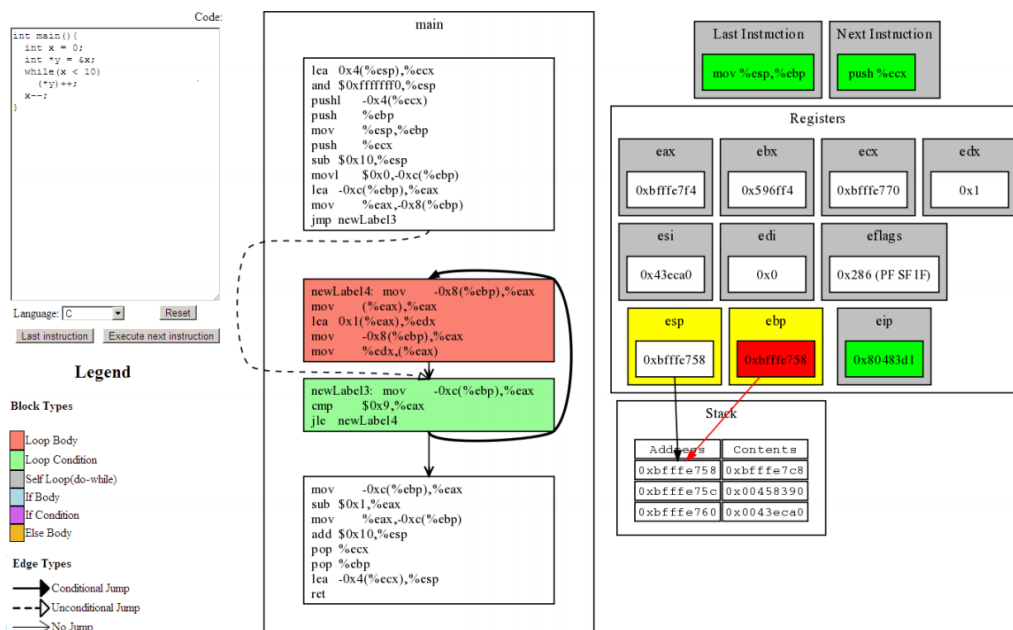 Code:
int main(){
int x = 0;
int *y = &x;
while(x < 10)
(*y)++;
x--;
}
Language: C Reset
Last instruction Execute next instruction
Legend
Block Types
Loop Body
Loop Condition
Self Loop(do-while)
If Body
If Condition
Else Body
Edge Types
Conditional Jump
Unconditional Jump
No Jump
main
lea 0x4(%esp),%ecx
and $0xfffffff0,%esp
pushl -0x4(%ecx)
push %ebp
mov %esp,%ebp
push %ecx
sub $0x10,%esp
movl $0x0,-0xc(%ebp)
lea -0xc(%ebp),%eax
mov %eax,-0x8(%ebp)
jmp newLabel3
newLabel4: mov -0x8(%ebp),%eax
mov (%eax),%eax
lea 0x1(%eax),%edx
mov -0x8(%ebp),%eax
mov %edx,(%eax)
newLabel3: mov -0xc(%ebp),%eax
cmp $0x9,%eax
jle newLabel4
mov -0xc(%ebp),%eax
sub $0x1,%eax
mov %eax,-0xc(%ebp)
add $0x10,%esp
pop %ecx
pop %ebp
lea -0x4(%ecx),%esp
ret
Last Instruction Next Instruction
mov %esp,%ebp push %ecx
Registers
eax ebx ecx edx
0xbfffe7f4 0x596ff4 0xbfffe770 0x1
esi edi eflags
0x43eca0 0x0 0x286 (PF SF IF)
esp ebp eip
0xbfffe758 0xbfffe758 0x80483d1
Stack
Address Contents
0xbfffe758 0xbfffe7c8
0xbfffe75c 0x00458390
0xbfffe760 0x0043eca0